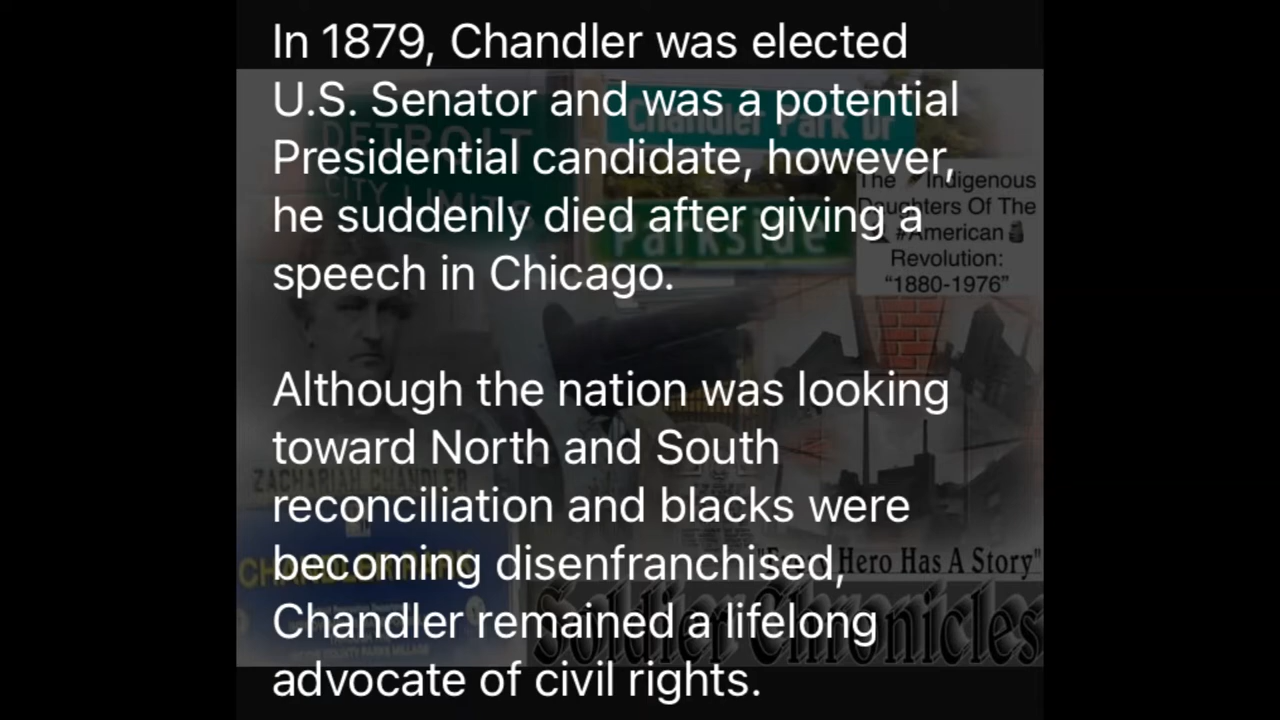 In 1879, Chandler was elected
U.S. Senator and was a potential
Presidential candidate, however,
he suddenly died after giving a
speech in Chicago.
Although the nation was looking
toward North and South
reconciliation and blacks were
becoming disenfranchised,
Chandler remained a lifelong
advocate of civil rights.
DETROIT
CITY LIMITS
Chandler Park Dr
Parkside
The Indigenous
Daughters Of The
#American
Revolution:
“1880-1976”
ZACHARIAH CHANDLER
CHANDLER PARK
"Every Hero Has A Story"
Soldier Chronicles